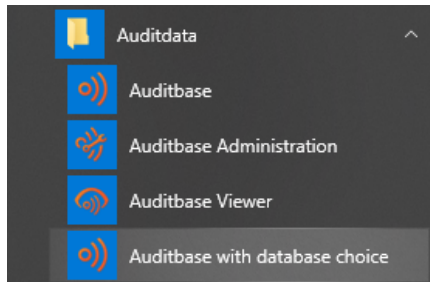 Auditdata
Auditbase
Auditbase Administration
Auditbase Viewer
Auditbase with database choice